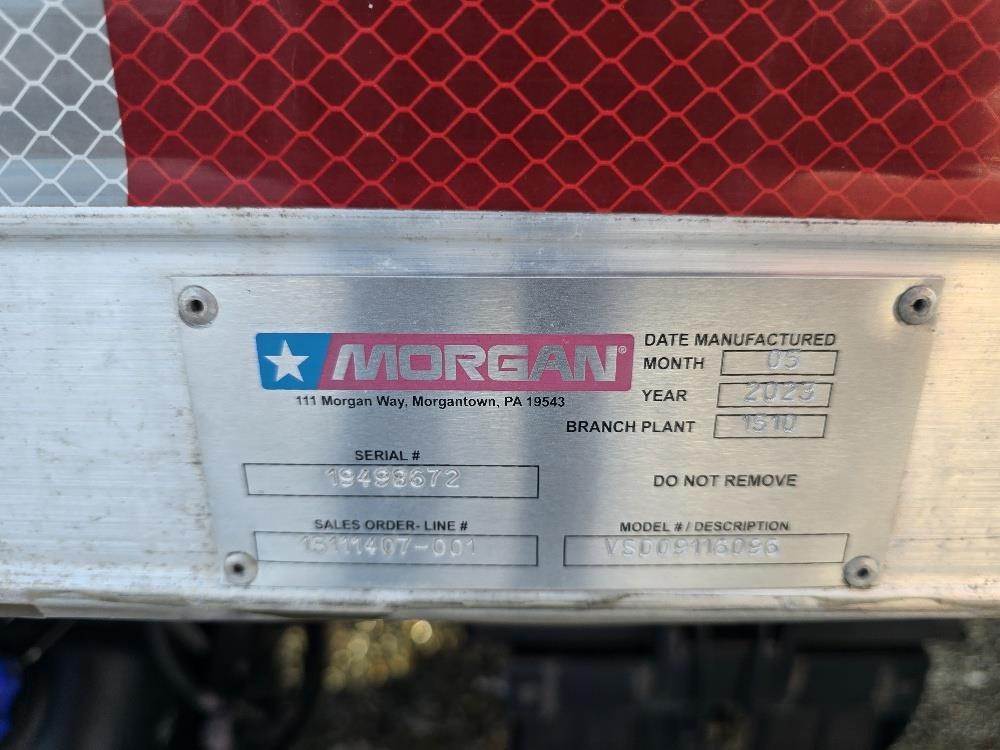 MORGAN®
111 Morgan Way, Morgantown, PA 19543
DATE MANUFACTURED
MONTH 05
YEAR 2023
BRANCH PLANT 1510
SERIAL #
19498672
DO NOT REMOVE
SALES ORDER- LINE #
15111407-001
MODEL # / DESCRIPTION
VSD09116096